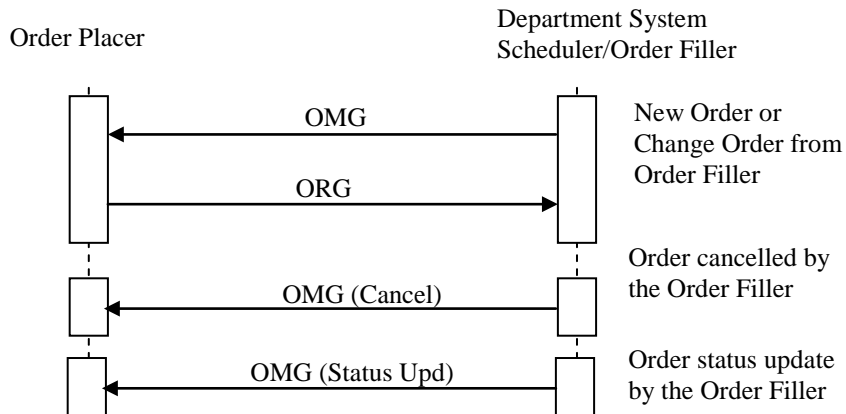 Order Placer
Department System
Scheduler/Order Filler
OMG
New Order or
Change Order from
Order Filler
ORG
Order cancelled by
the Order Filler
OMG (Cancel)
Order status update
by the Order Filler
OMG (Status Upd)